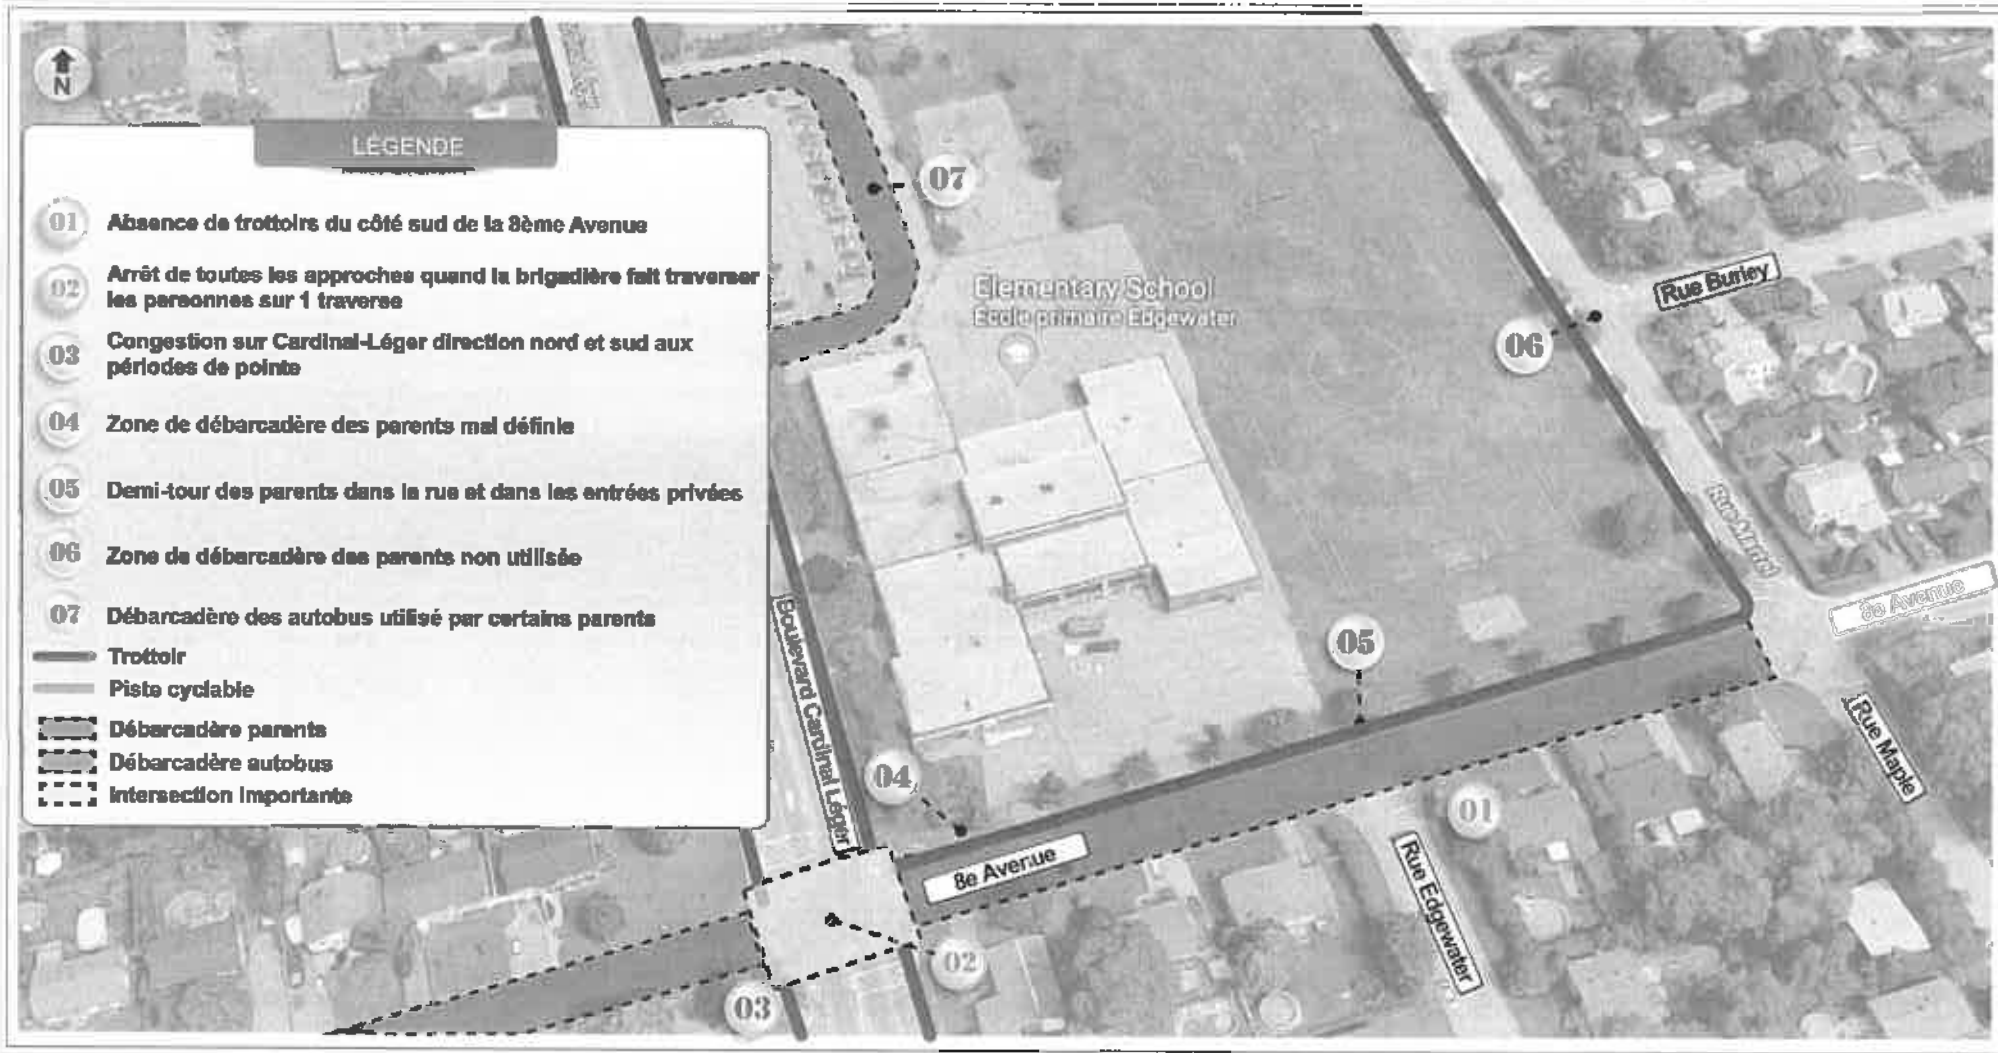 N
LÉGENDE
01 Absence de trottoirs du côté sud de la 8ème Avenue
02 Arrêt de toutes les approches quand la brigadière fait traverser
les personnes sur 1 traverse
03 Congestion sur Cardinal-Léger direction nord et sud aux
périodes de pointe
04 Zone de débarcadère des parents mal définie
05 Demi-tour des parents dans la rue et dans les entrées privées
06 Zone de débarcadère des parents non utilisée
07 Débarcadère des autobus utilisé par certains parents
Trottoir
Piste cyclable
Débarcadère parents
Débarcadère autobus
Intersection importante
07
Elementary School
École primaire Edgewater
Rue Burley
06
8e Avenue
05
Boulevard Cardinal Léger
Rue Maple
04
01
8e Avenue
Rue Edgewater
02
03